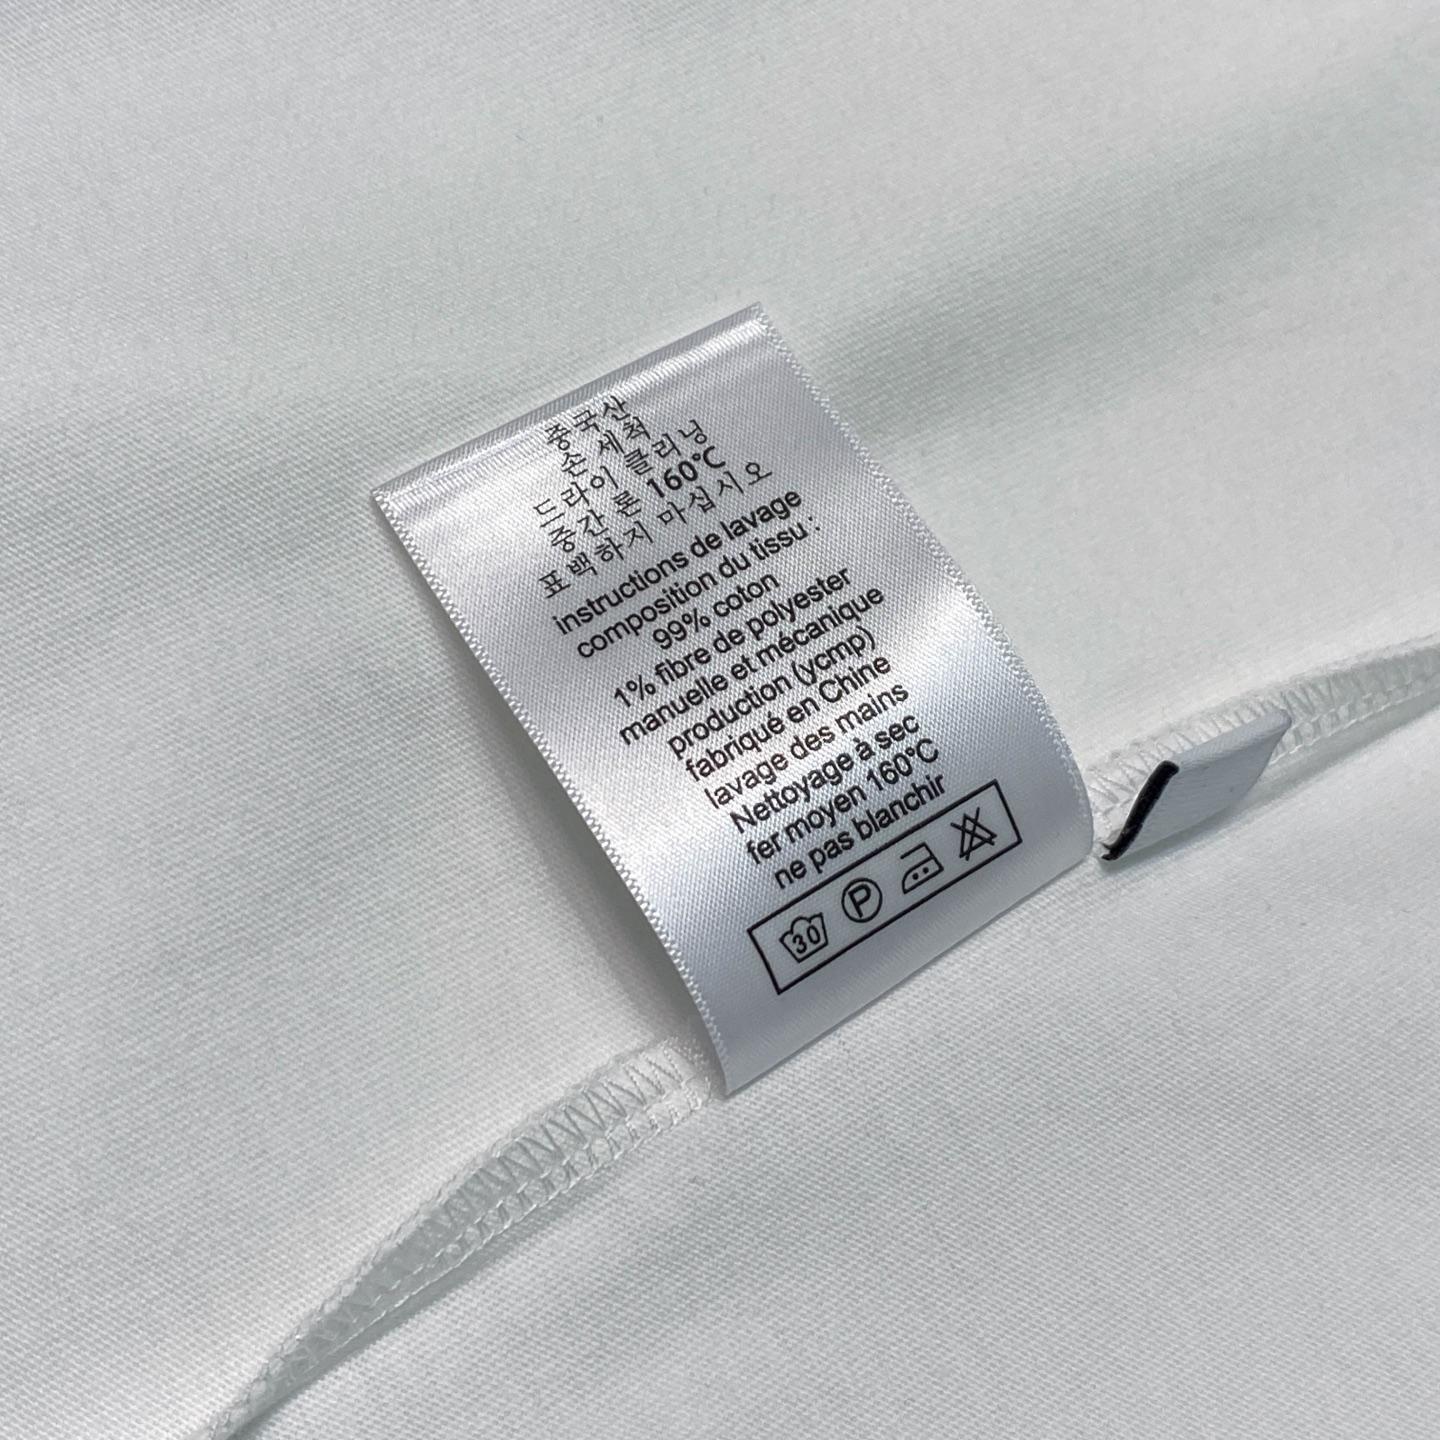 중국산
손 세척
드라이 클리닝
중간 론 160℃
표백하지 마십시오
instructions de lavage
composition du tissu :
99% coton
1% fibre de polyester
manuelle et mécanique
production (ycmp)
fabriqué en Chine
lavage des mains
Nettoyage à sec
fer moyen 160℃
ne pas blanchir
30 P